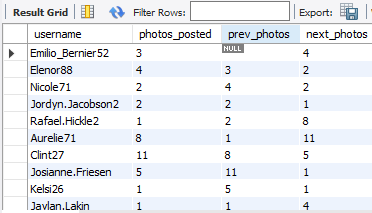 Result Grid Filter Rows: Export:
username photos_posted prev_photos next_photos
Emilio_Bernier52 3 NULL 4
Elenor88 4 3 2
Nicole71 2 4 2
Jordyn.Jacobson2 2 2 1
Rafael.Hickle2 1 2 8
Aurelie71 8 1 11
Clint27 11 8 5
Josianne.Friesen 5 11 1
Kelsi26 1 5 1
Jaylan.Lakin 1 1 4